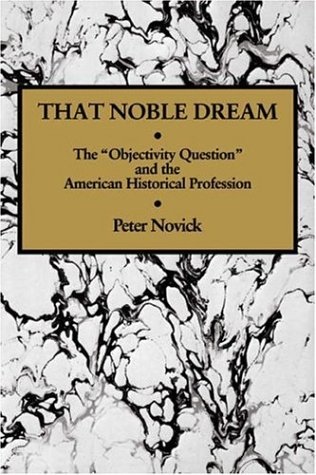 THAT NOBLE DREAM
•
The “Objectivity Question”
and the
American Historical Profession
•
Peter Novick